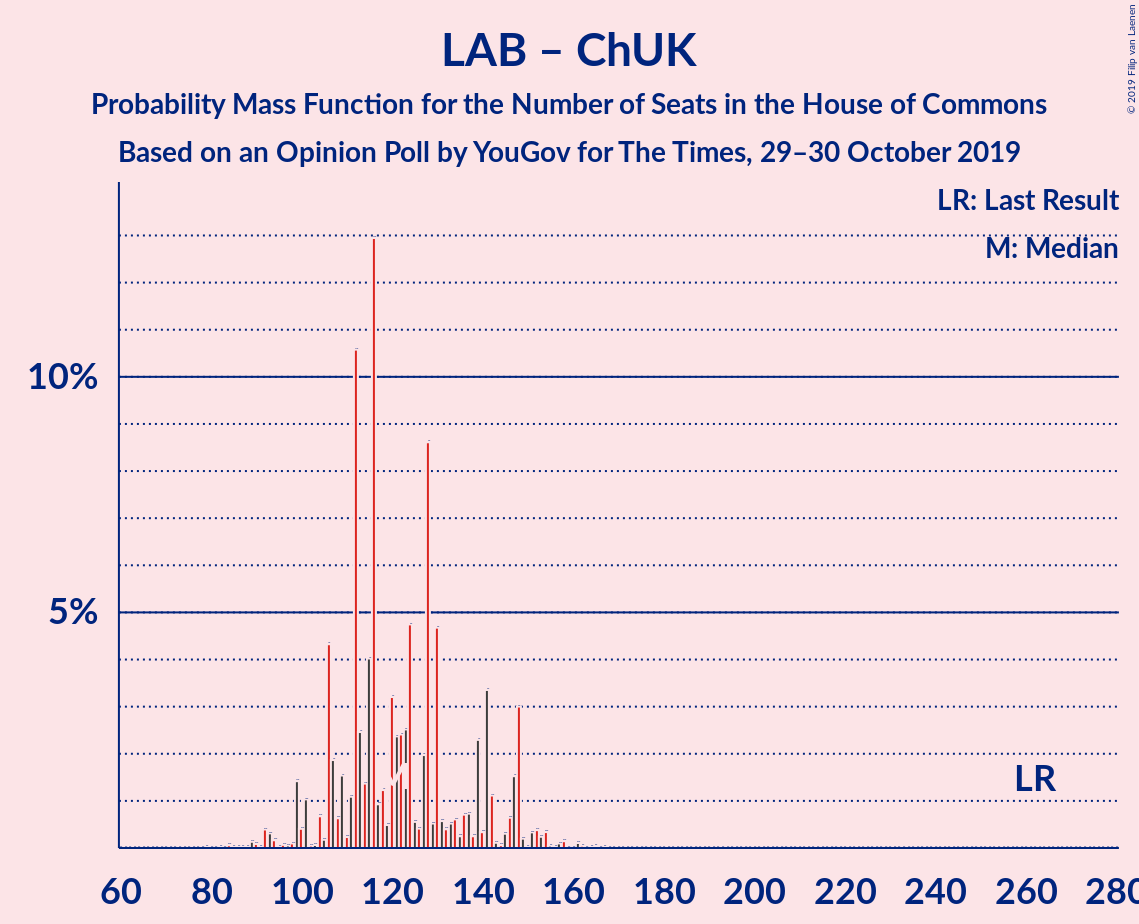 © 2019 Filip van Laenen
LAB – ChUK
Probability Mass Function for the Number of Seats in the House of Commons
Based on an Opinion Poll by YouGov for The Times, 29–30 October 2019
LR: Last Result
M: Median
10%
5%
LR
60 80 100 120 140 160 180 200 220 240 260 280